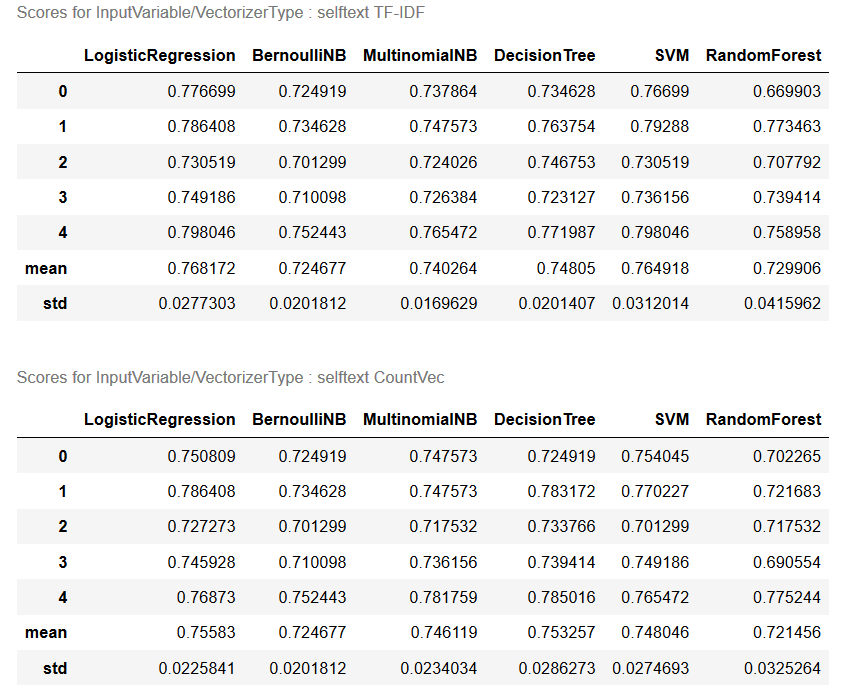 Scores for InputVariable/VectorizerType : selftext TF-IDF
LogisticRegression BernoulliNB MultinomialNB DecisionTree SVM RandomForest
0 0.776699 0.724919 0.737864 0.734628 0.76699 0.669903
1 0.786408 0.734628 0.747573 0.763754 0.79288 0.773463
2 0.730519 0.701299 0.724026 0.746753 0.730519 0.707792
3 0.749186 0.710098 0.726384 0.723127 0.736156 0.739414
4 0.798046 0.752443 0.765472 0.771987 0.798046 0.758958
mean 0.768172 0.724677 0.740264 0.74805 0.764918 0.729906
std 0.0277303 0.0201812 0.0169629 0.0201407 0.0312014 0.0415962
Scores for InputVariable/VectorizerType : selftext CountVec
LogisticRegression BernoulliNB MultinomialNB DecisionTree SVM RandomForest
0 0.750809 0.724919 0.747573 0.724919 0.754045 0.702265
1 0.786408 0.734628 0.747573 0.783172 0.770227 0.721683
2 0.727273 0.701299 0.717532 0.733766 0.701299 0.717532
3 0.745928 0.710098 0.736156 0.739414 0.749186 0.690554
4 0.76873 0.752443 0.781759 0.785016 0.765472 0.775244
mean 0.75583 0.724677 0.746119 0.753257 0.748046 0.721456
std 0.0225841 0.0201812 0.0234034 0.0286273 0.0274693 0.0325264